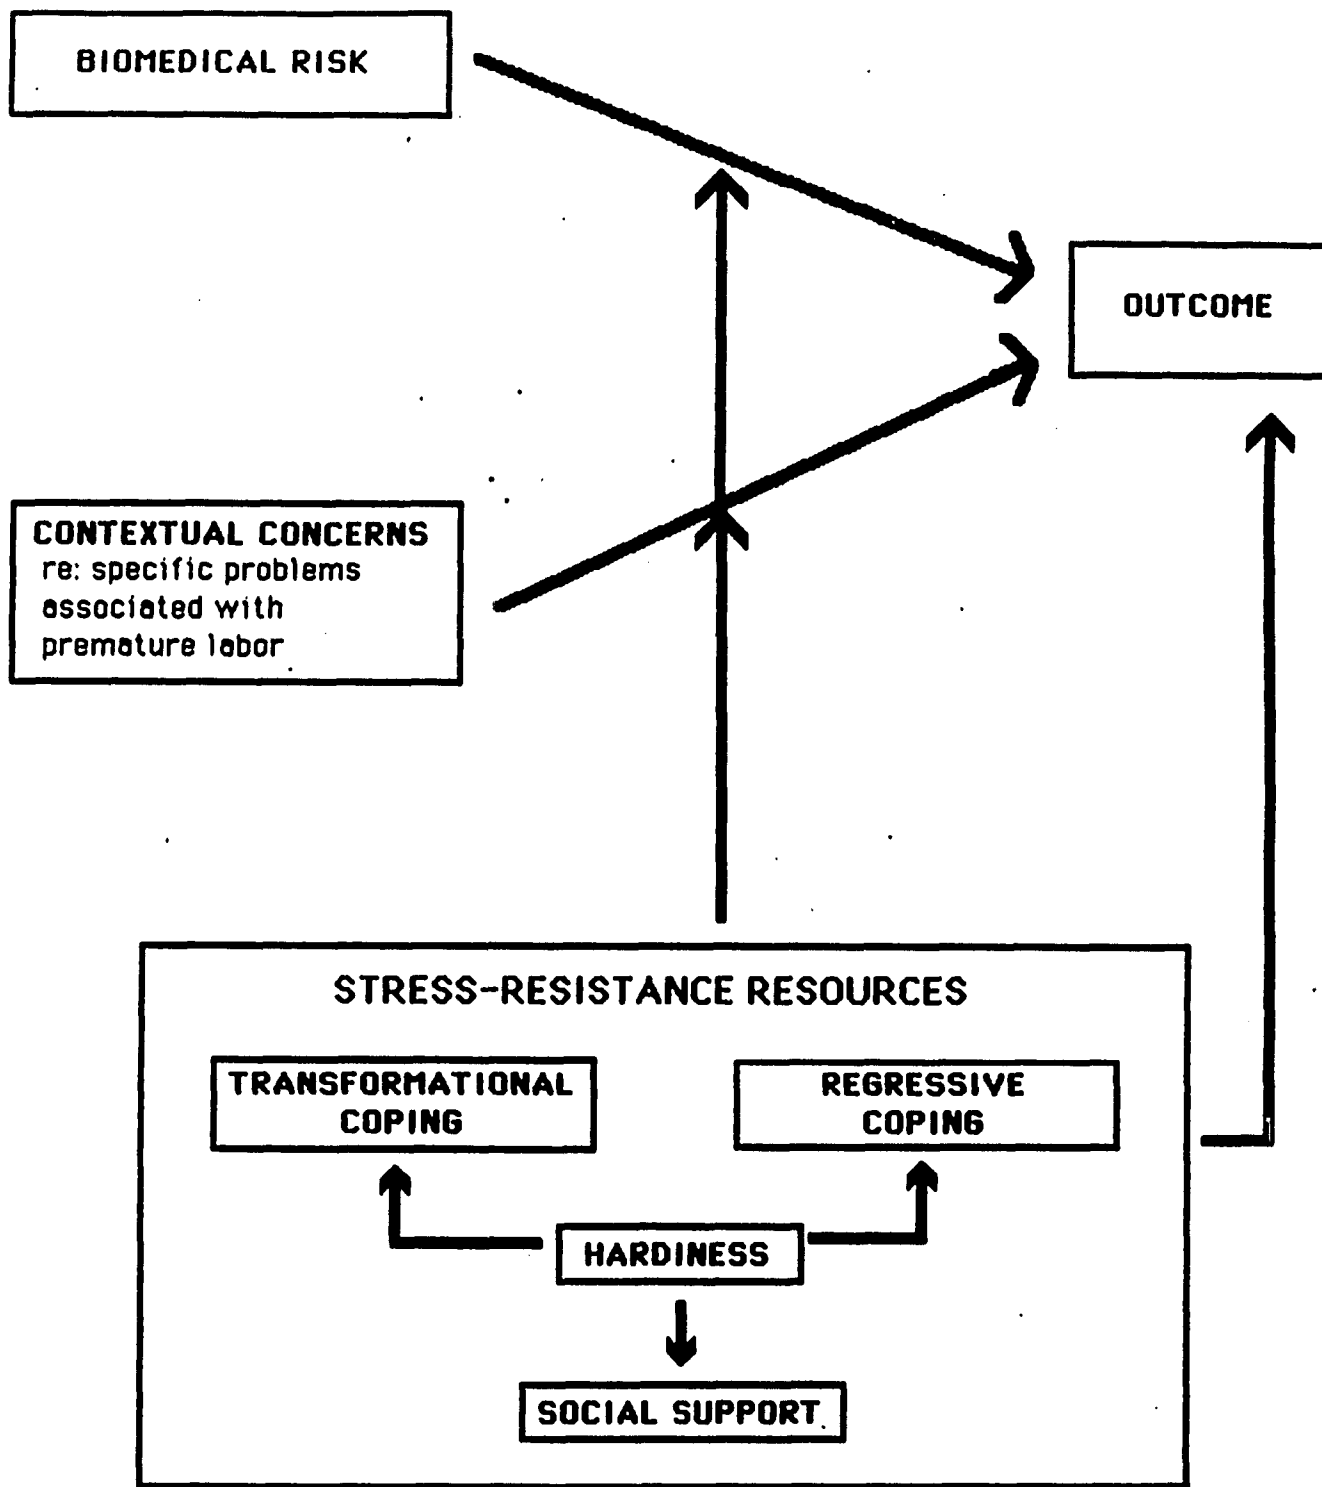 BIOMEDICAL RISK
OUTCOME
CONTEXTUAL CONCERNS
re: specific problems
associated with
premature labor
STRESS-RESISTANCE RESOURCES
TRANSFORMATIONAL
COPING
REGRESSIVE
COPING
HARDINESS
SOCIAL SUPPORT